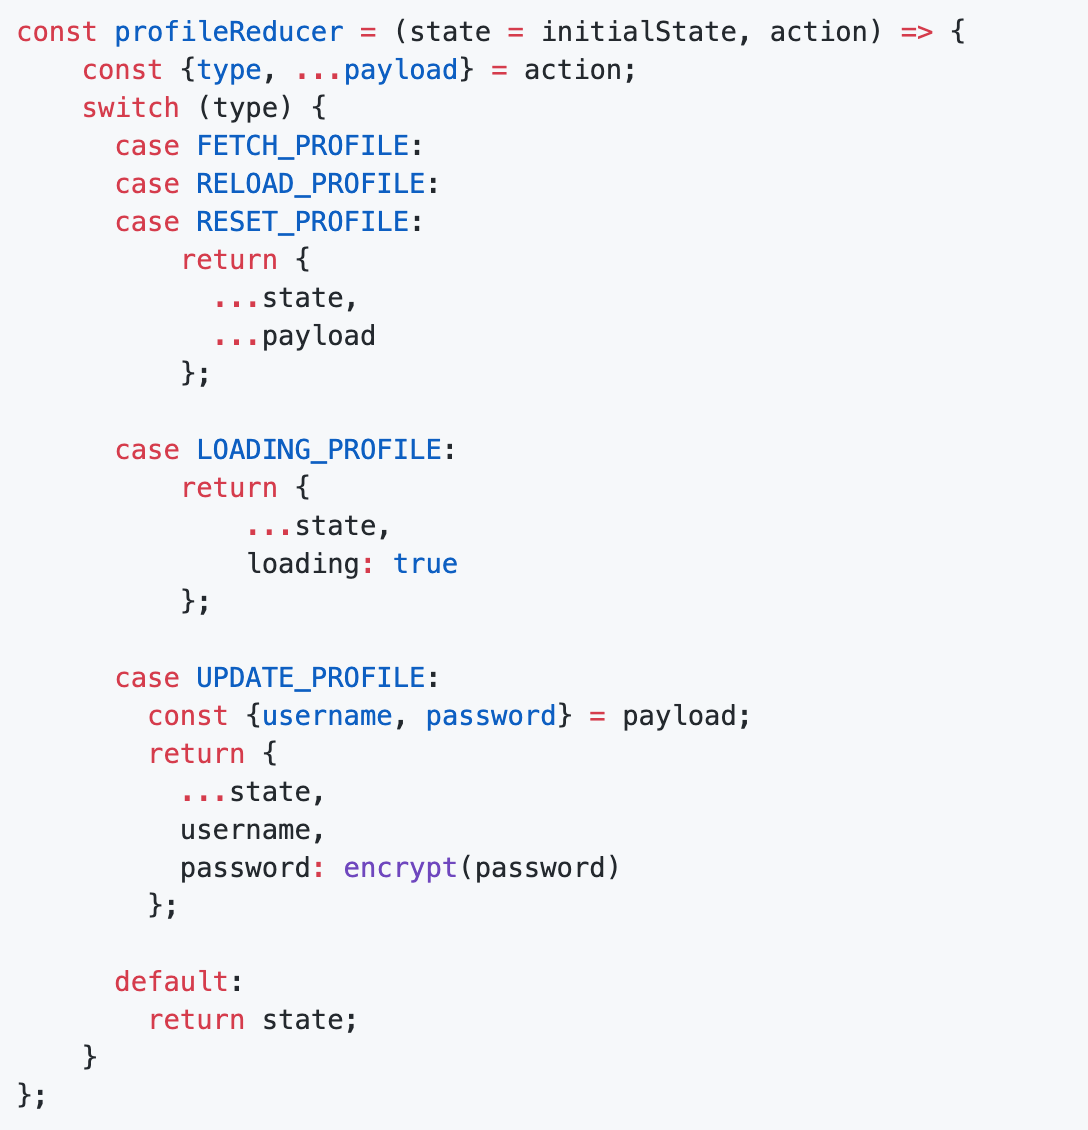 const profileReducer = (state = initialState, action) => {
    const {type, ...payload} = action;
    switch (type) {
      case FETCH_PROFILE:
      case RELOAD_PROFILE:
      case RESET_PROFILE:
          return {
            ...state,
            ...payload
          };

      case LOADING_PROFILE:
          return {
              ...state,
              loading: true
          };

      case UPDATE_PROFILE:
        const {username, password} = payload;
        return {
          ...state,
          username,
          password: encrypt(password)
        };

      default:
        return state;
    }
};